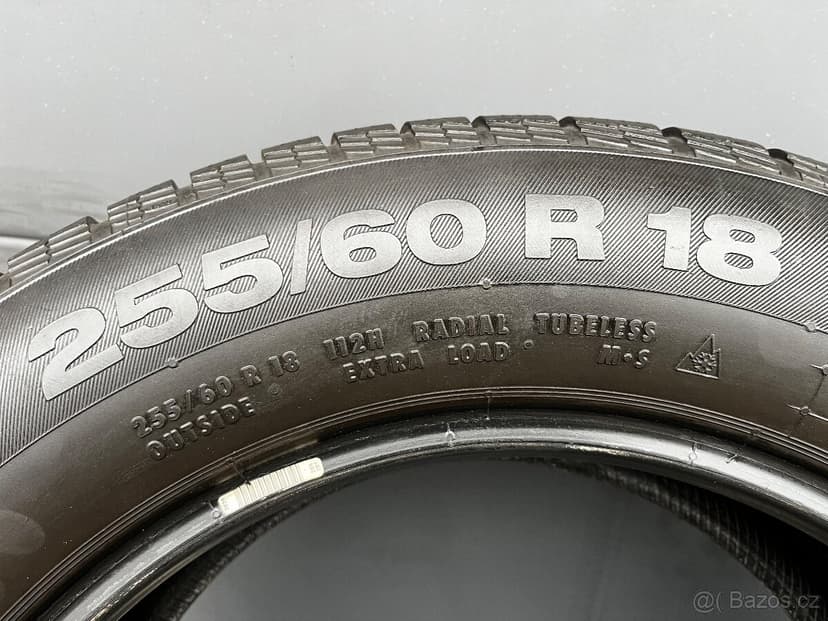 255/60 R 18
255/60 R 18 112H RADIAL TUBELESS
OUTSIDE EXTRA LOAD M•S
@( Bazos.cz